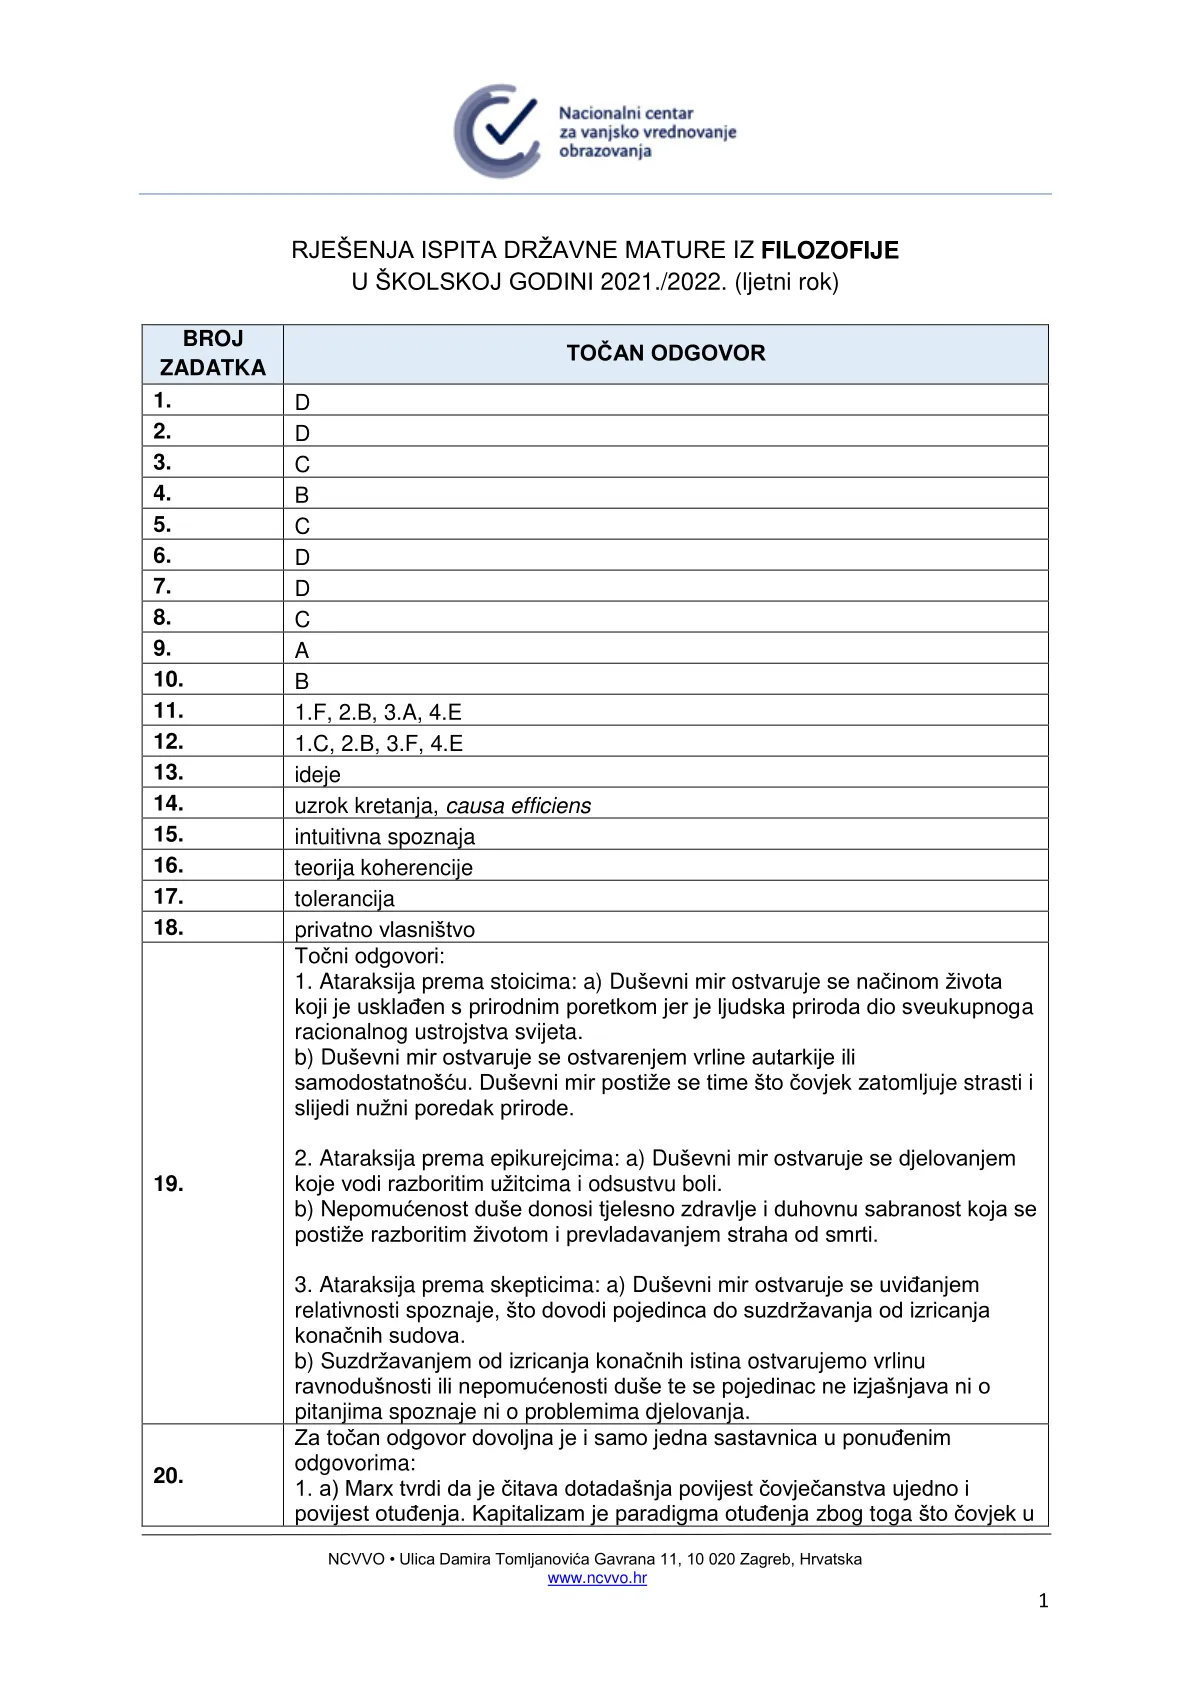 Nacionalni centar
za vanjsko vrednovanje
obrazovanja
RJEŠENJA ISPITA DRŽAVNE MATURE IZ FILOZOFIJE
U ŠKOLSKOJ GODINI 2021./2022. (ljetni rok)
BROJ
ZADATKA
TOČAN ODGOVOR
1.
D
2.
D
3.
C
4.
B
5.
C
6.
D
7.
D
8.
C
9.
A
10.
B
11.
1.F, 2.B, 3.A, 4.E
12.
1.C, 2.B, 3.F, 4.E
13.
ideje
14.
uzrok kretanja, causa efficiens
15.
intuitivna spoznaja
16.
teorija koherencije
17.
tolerancija
18.
privatno vlasništvo
19.
Točni odgovori:
1. Ataraksija prema stoicima: a) Duševni mir ostvaruje se načinom života
koji je usklađen s prirodnim poretkom jer je ljudska priroda dio sveukupnoga
racionalnog ustrojstva svijeta.
b) Duševni mir ostvaruje se ostvarenjem vrline autarkije ili
samodostatnošću. Duševni mir postiže se time što čovjek zatomljuje strasti i
slijedi nužni poredak prirode.
2. Ataraksija prema epikurejcima: a) Duševni mir ostvaruje se djelovanjem
koje vodi razboritim užitcima i odsustvu boli.
b) Nepomućenost duše donosi tjelesno zdravlje i duhovnu sabranost koja se
postiže razboritim životom i prevladavanjem straha od smrti.
3. Ataraksija prema skepticima: a) Duševni mir ostvaruje se uviđanjem
relativnosti spoznaje, što dovodi pojedinca do suzdržavanja od izricanja
konačnih sudova.
b) Suzdržavanjem od izricanja konačnih istina ostvarujemo vrlinu
ravnodušnosti ili nepomućenosti duše te se pojedinac ne izjašnjava ni o
pitanjima spoznaje ni o problemima djelovanja.
20.
Za točan odgovor dovoljna je i samo jedna sastavnica u ponuđenim
odgovorima:
1. a) Marx tvrdi da je čitava dotadašnja povijest čovječanstva ujedno i
povijest otuđenja. Kapitalizam je paradigma otuđenja zbog toga što čovjek u
NCVVO • Ulica Damira Tomljanovića Gavrana 11, 10 020 Zagreb, Hrvatska
www.ncvvo.hr
1